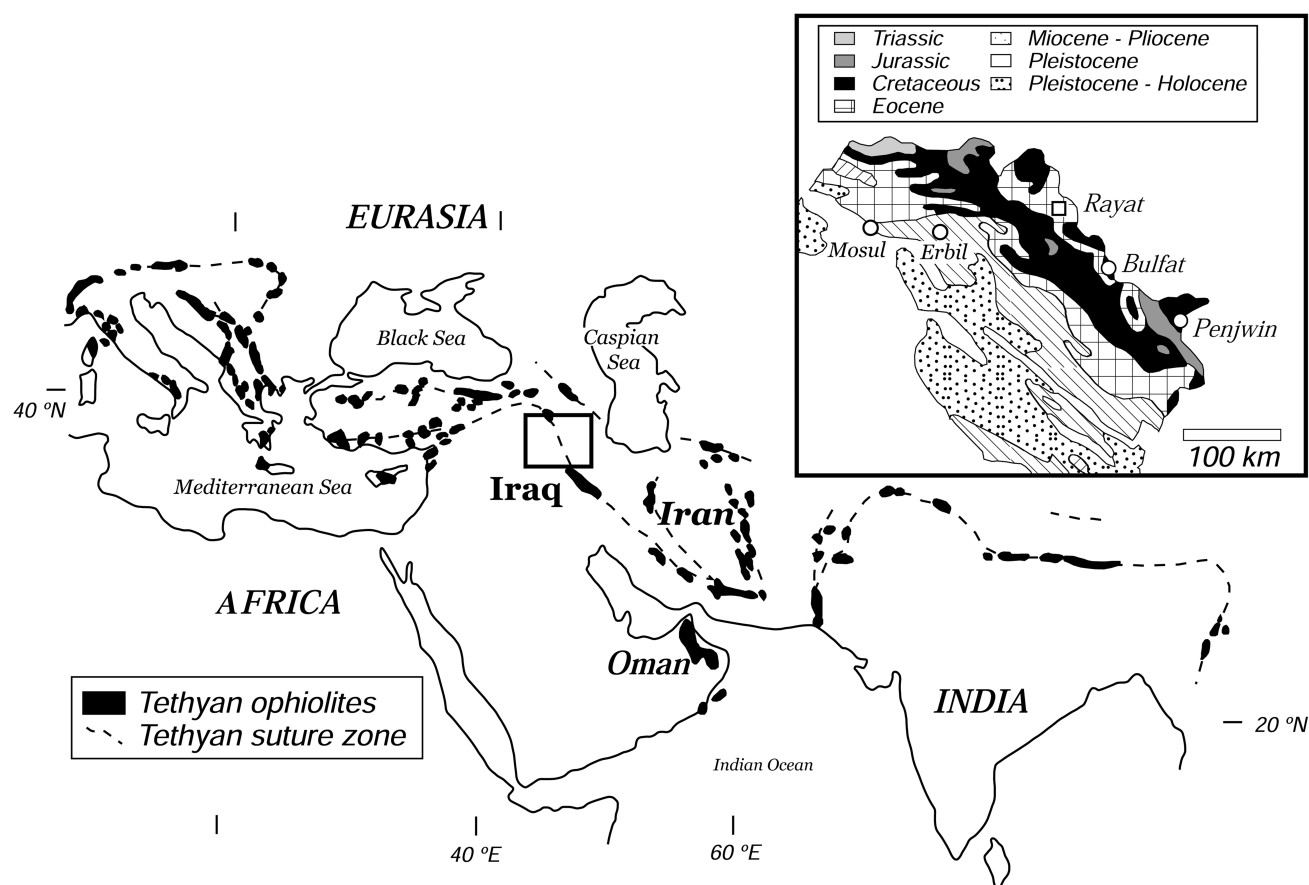 Triassic
Jurassic
Cretaceous
Eocene
Miocene - Pliocene
Pleistocene
Pleistocene - Holocene
Rayat
Mosul
Erbil
Bulfat
Penjwin
100 km
EURASIA
Black Sea
Caspian
Sea
40 ºN
Mediterranean Sea
Iraq
Iran
AFRICA
Oman
INDIA
Tethyan ophiolites
Tethyan suture zone
20 ºN
Indian Ocean
40 ºE
60 ºE